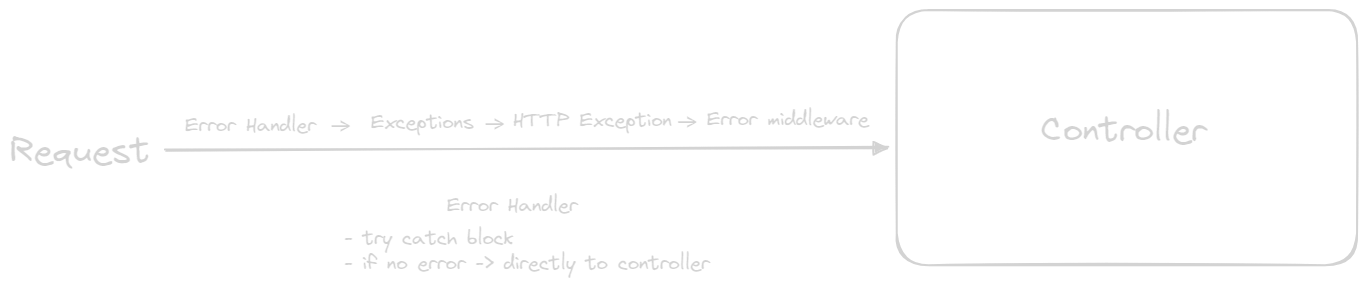 Request
Error Handler → Exceptions → HTTP Exception → Error middleware
Controller
Error Handler
- try catch block
- if no error -> directly to controller